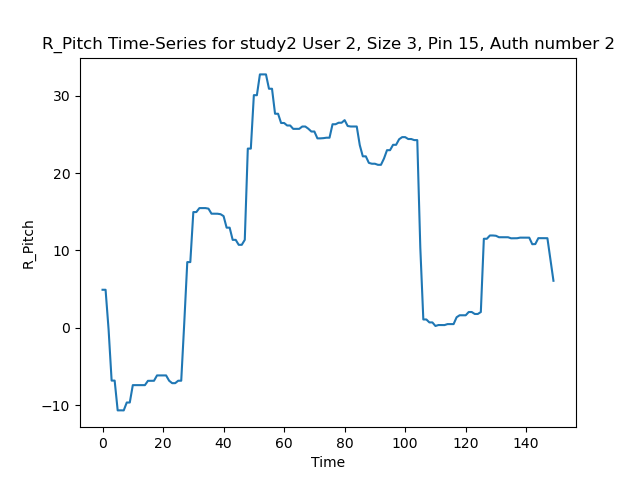 R_Pitch Time-Series for study2 User 2, Size 3, Pin 15, Auth number 2
30
20
10
0
−10
R_Pitch
0 20 40 60 80 100 120 140
Time